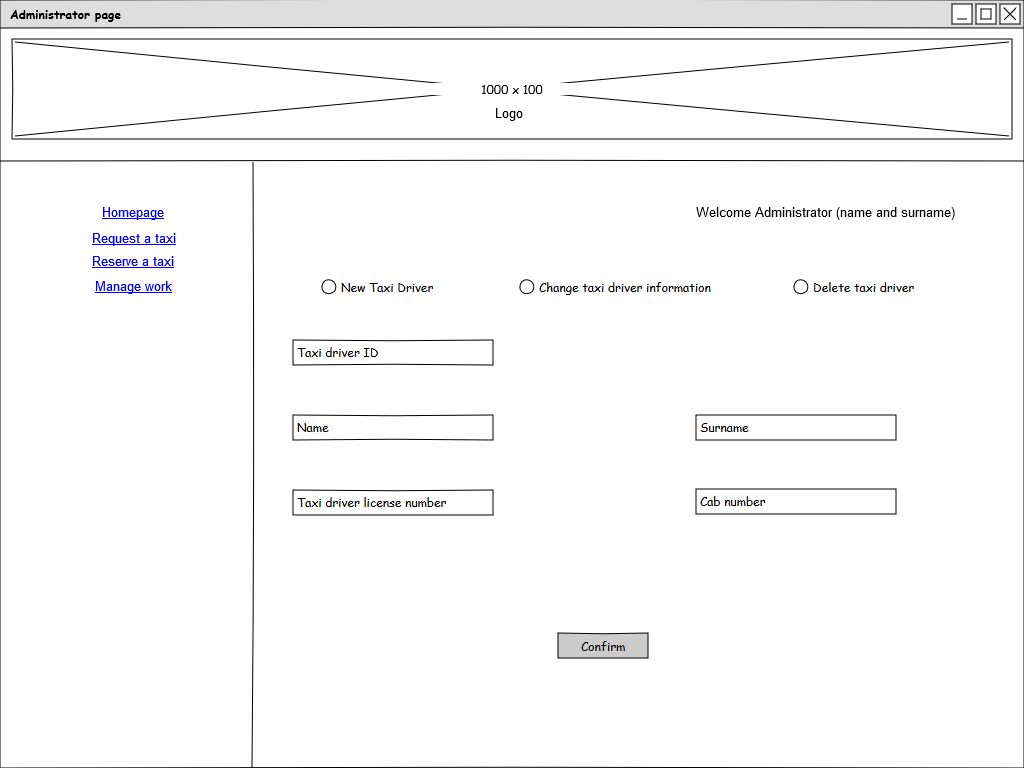 Administrator page
1000 x 100
Logo
Homepage
Request a taxi
Reserve a taxi
Manage work
Welcome Administrator (name and surname)
New Taxi Driver
Change taxi driver information
Delete taxi driver
Taxi driver ID
Name
Surname
Taxi driver license number
Cab number
Confirm